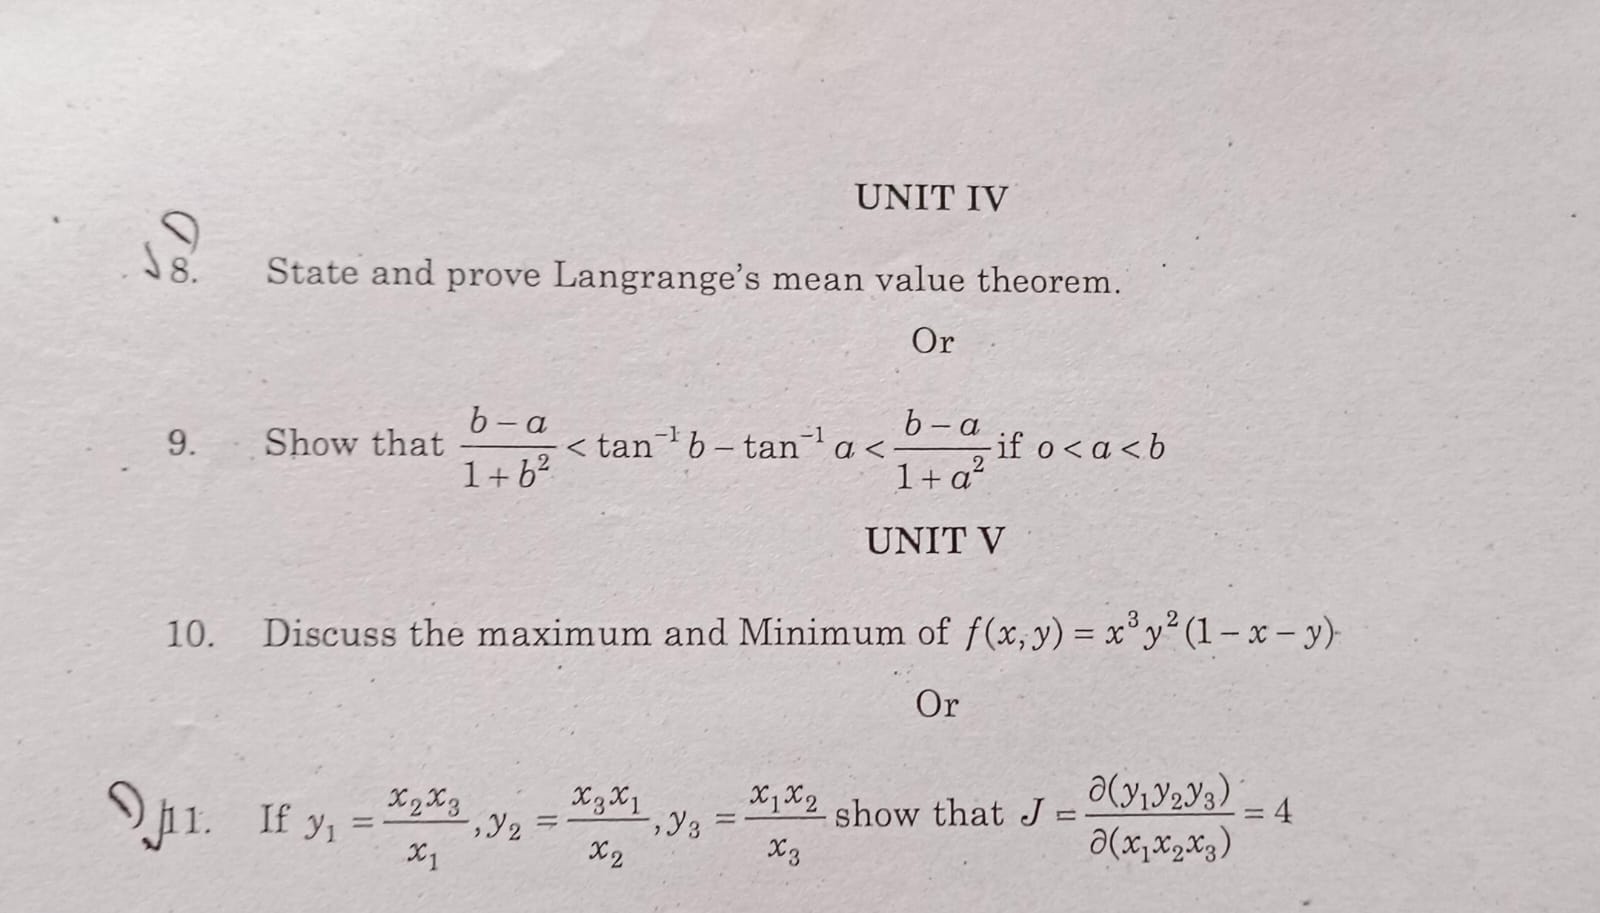 UNIT IV
8. State and prove Langrange's mean value theorem.
Or
9. Show that \frac{b-a}{1+b^2} < tan^{-1} b - tan^{-1} a < \frac{b-a}{1+a^2} if o < a < b
UNIT V
10. Discuss the maximum and Minimum of f(x, y) = x^3 y^2 (1 - x - y)
Or
11. If y_1 = \frac{x_2 x_3}{x_1}, y_2 = \frac{x_3 x_1}{x_2}, y_3 = \frac{x_1 x_2}{x_3} show that J = \frac{∂(y_1 y_2 y_3)}{∂(x_1 x_2 x_3)} = 4